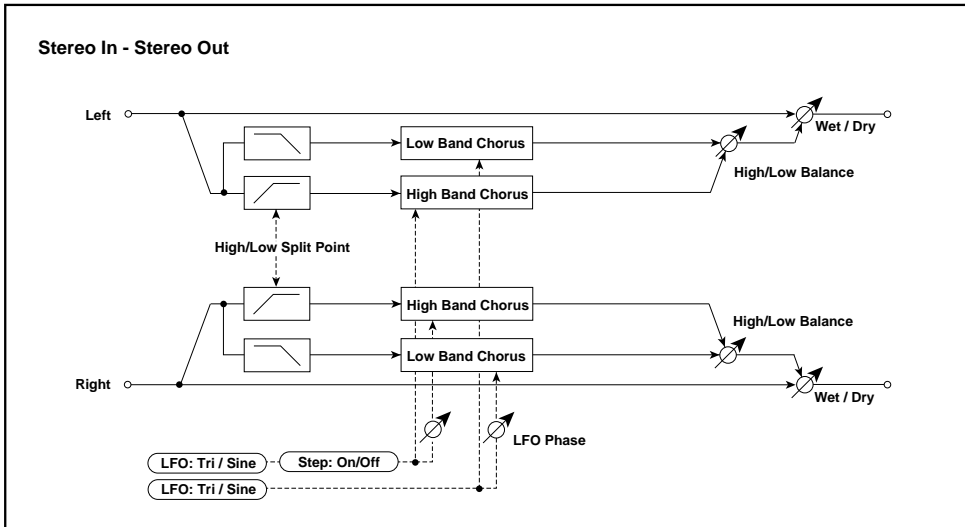 Stereo In - Stereo Out
Left
Wet / Dry
Low Band Chorus
High/Low Balance
High Band Chorus
High/Low Split Point
High Band Chorus
High/Low Balance
Low Band Chorus
Right
Wet / Dry
LFO Phase
LFO: Tri / Sine
Step: On/Off
LFO: Tri / Sine